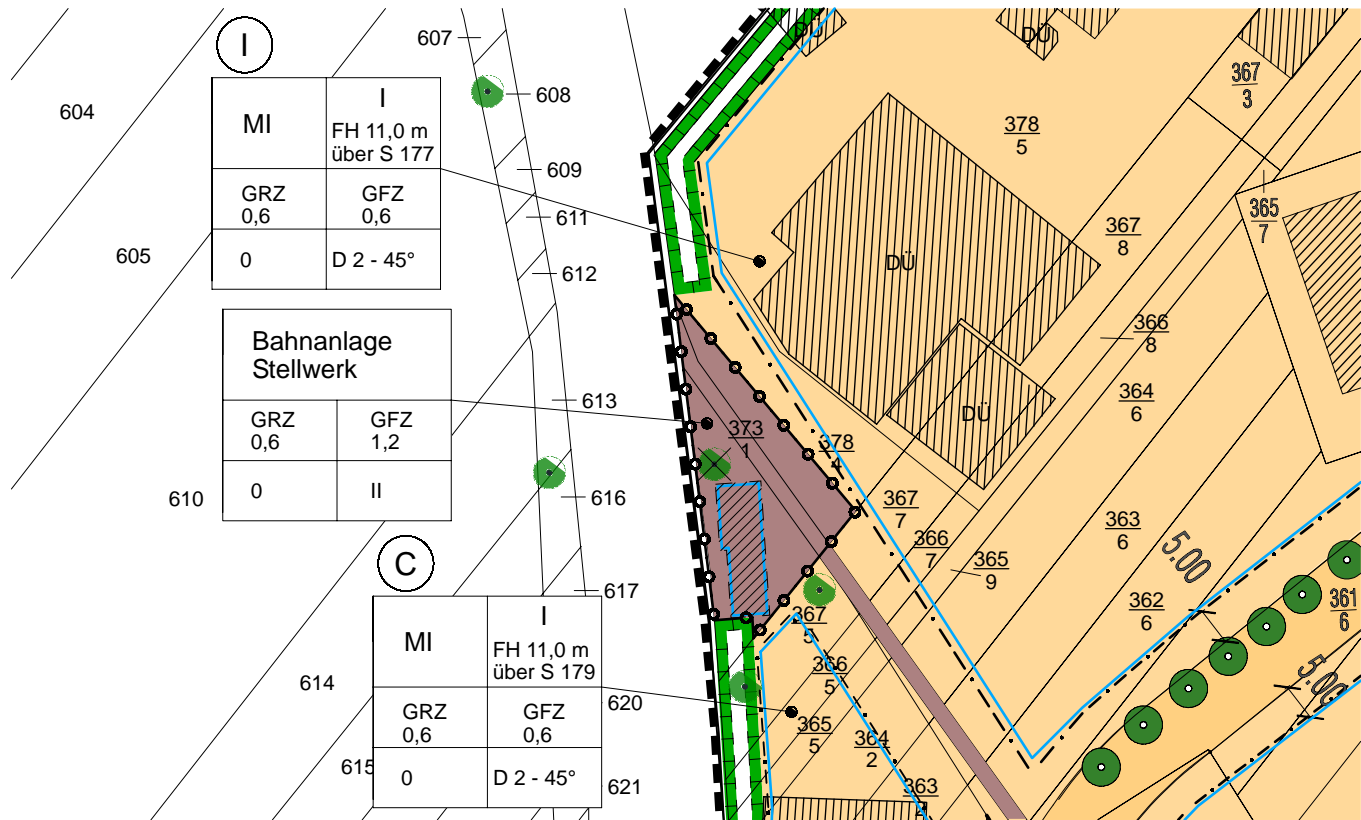 I
MI
I
FH 11,0 m
über S 177
GRZ
0,6
GFZ
0,6
0
D 2 - 45°
Bahnanlage
Stellwerk
GRZ
0,6
GFZ
1,2
0
II
C
MI
I
FH 11,0 m
über S 179
GRZ
0,6
GFZ
0,6
0
D 2 - 45°
604
605
610
614
615
607
608
609
611
612
613
616
617
620
621
DÜ
DÜ
DÜ
DÜ
367
3
378
5
365
7
367
8
366
8
364
6
373
1
378
4
367
7
366
7
365
9
363
6
362
6
361
6
5.00
5.00
367
5
366
5
365
5
364
2
363